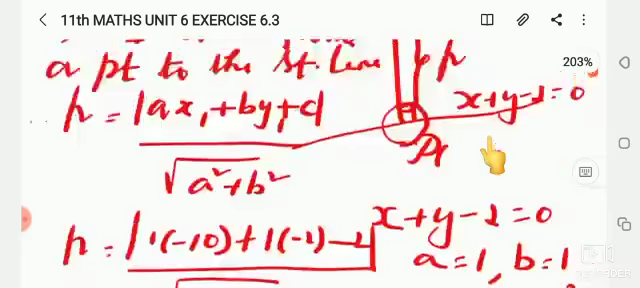 11th MATHS UNIT 6 EXERCISE 6.3
203%
a pt to the st. line
p
p = |ax₁+by₁+c|
x+y-2=0
√a²+b²
x+y-2=0
p = |1(-10)+1(-2)-2|
a=1, b=1